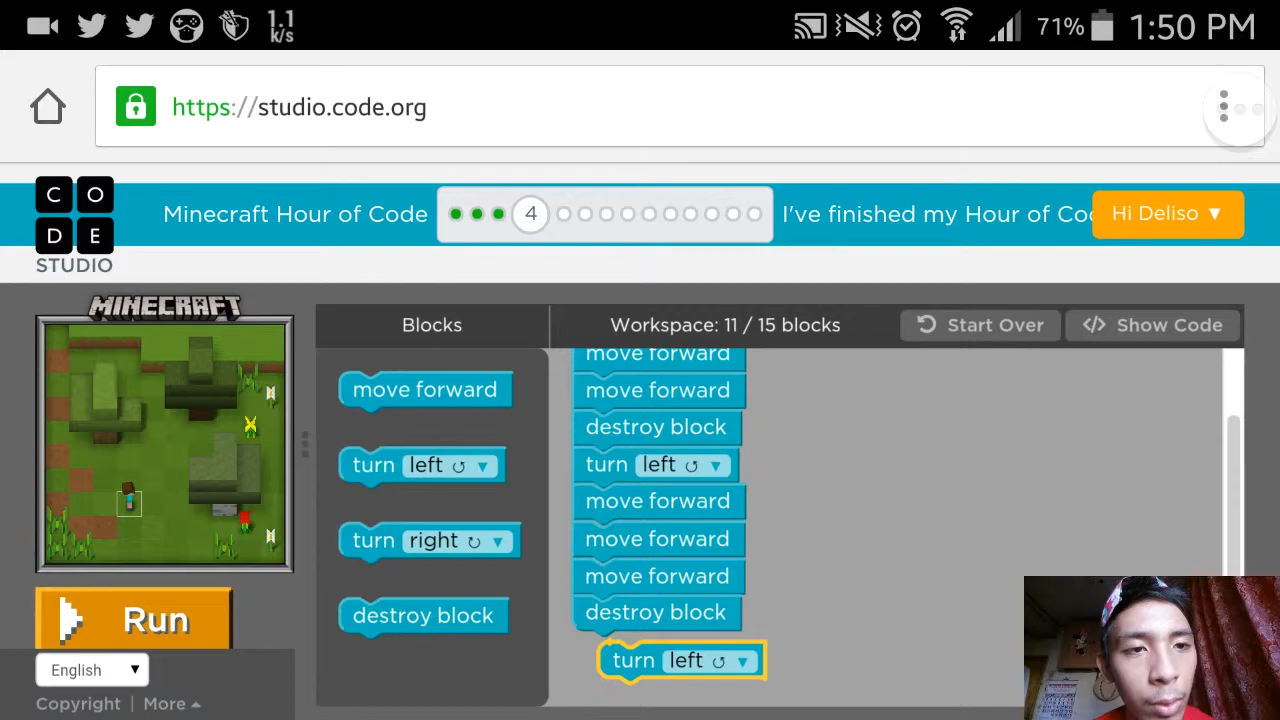 1.1
k/s
71%
1:50 PM
https://studio.code.org
C O
D E
STUDIO
Minecraft Hour of Code
4
I've finished my Hour of Co
Hi Deliso ▼
MINECRAFT
Blocks
Workspace: 11 / 15 blocks
Start Over
</> Show Code
move forward
turn left ↺ ▼
turn right ↻ ▼
destroy block
move forward
move forward
destroy block
turn left ↺ ▼
move forward
move forward
move forward
destroy block
turn left ↺ ▼
Run
English ▼
Copyright | More